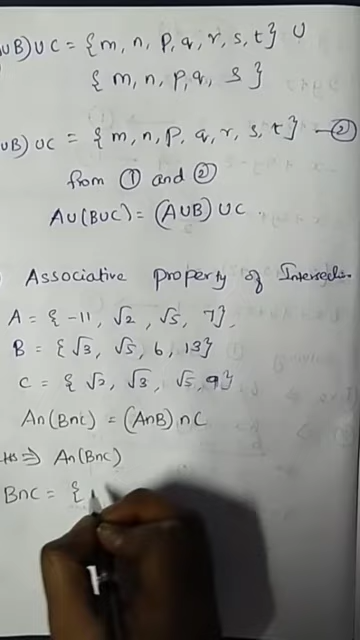 ∪B)∪C = {m, n, p, q, r, s, t} ∪
{m, n, p, q, s}
∪B)∪C = {m, n, p, q, r, s, t} —②
from ① and ②
A∪(B∪C) = (A∪B)∪C
Associative property of
A = {-11, √2, √5, 7},
B = {√3, √5, 6, 13}
C = {√2, √3, √5, 9}
A∩(B∩C) = (A∩B)∩C
⇒ A∩(B∩C)
B∩C = {